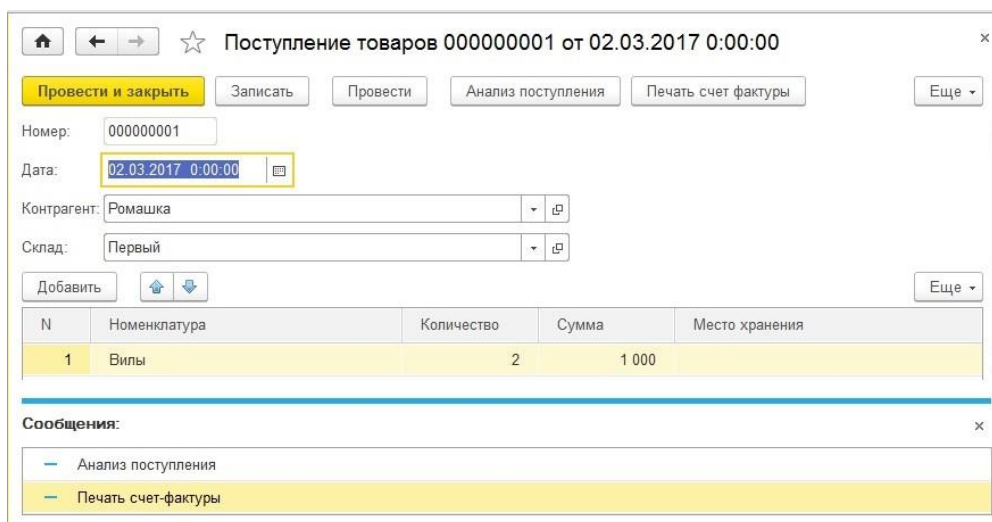 Поступление товаров 000000001 от 02.03.2017 0:00:00
Провести и закрыть Записать Провести Анализ поступления Печать счет фактуры Еще
Номер: 000000001
Дата: 02.03.2017 0:00:00
Контрагент: Ромашка
Склад: Первый
Добавить Еще
N Номенклатура Количество Сумма Место хранения
1 Вилы 2 1 000
Сообщения:
Анализ поступления
Печать счет-фактуры